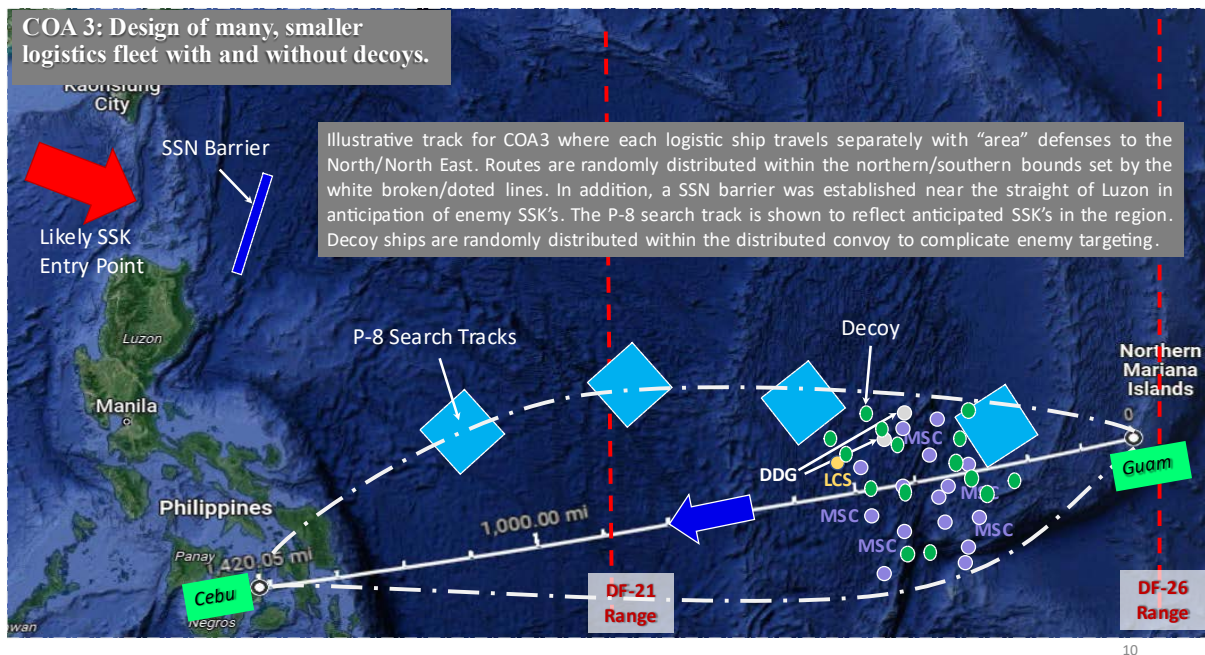 COA 3: Design of many, smaller
logistics fleet with and without decoys.
Kaohsiung
City
SSN Barrier
Illustrative track for COA3 where each logistic ship travels separately with “area” defenses to the
North/North East. Routes are randomly distributed within the northern/southern bounds set by the
white broken/doted lines. In addition, a SSN barrier was established near the straight of Luzon in
anticipation of enemy SSK's. The P-8 search track is shown to reflect anticipated SSK's in the region.
Decoy ships are randomly distributed within the distributed convoy to complicate enemy targeting.
Likely SSK
Entry Point
Luzon
P-8 Search Tracks
Decoy
Northern
Mariana
Islands
Manila
0
MSC
DDG
LCS
Guam
MSC
Philippines
1,000.00 mi
MSC
MSC
MSC
Panay
1,420.05 mi
Cebu
Negros
DF-21
Range
DF-26
Range
wan
10